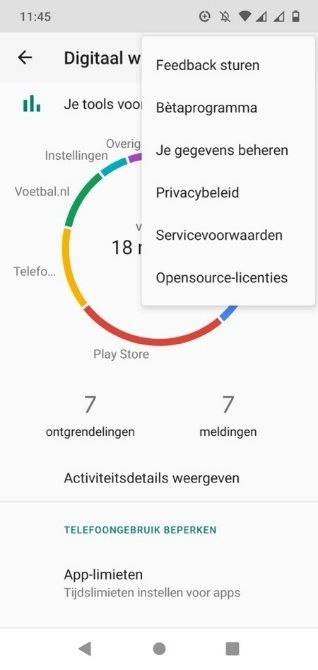 11:45
Digitaal w
Feedback sturen
Bètaprogramma
Je gegevens beheren
Privacybeleid
Servicevoorwaarden
Opensource-licenties
Je tools voor
Overig
Instellingen
Voetbal.nl
18
Telefo...
Play Store
7
7
ontgrendelingen
meldingen
Activiteitsdetails weergeven
TELEFOONGEBRUIK BEPERKEN
App-limieten
Tijdslimieten instellen voor apps